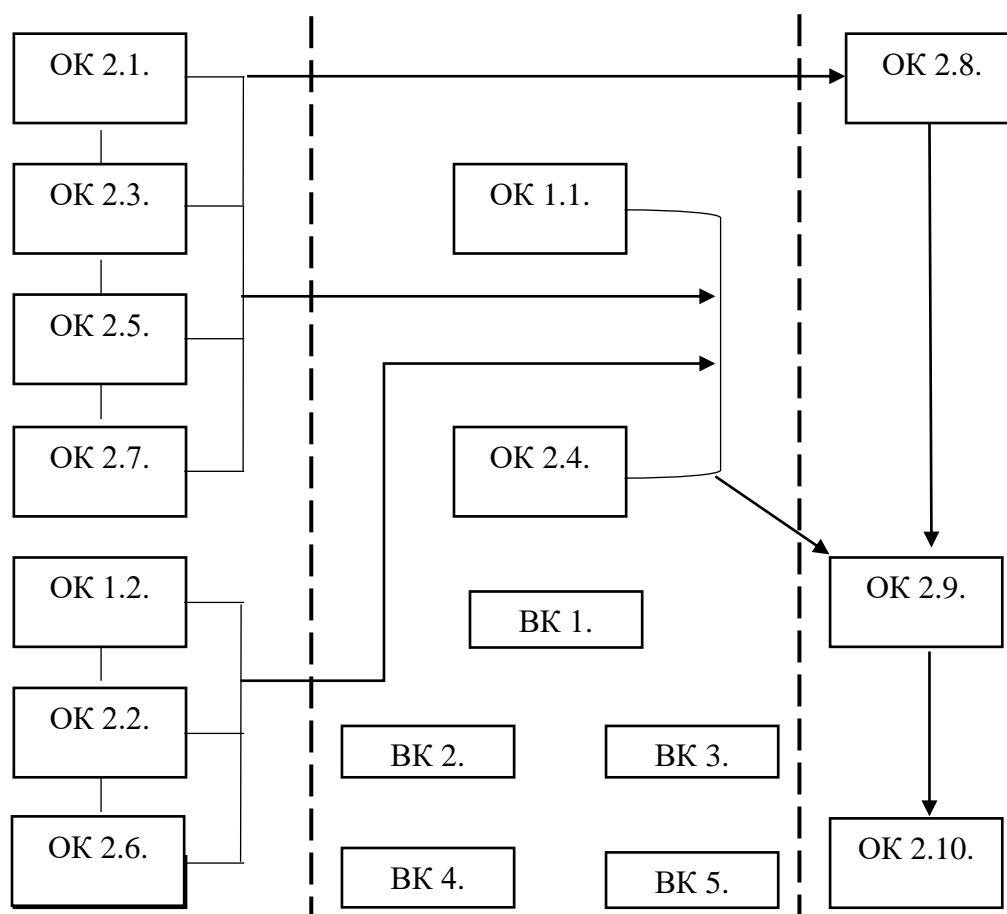 ОК 2.1.
ОК 2.8.
ОК 2.3.
ОК 1.1.
ОК 2.5.
ОК 2.7.
ОК 2.4.
ОК 1.2.
ВК 1.
ОК 2.9.
ОК 2.2.
ВК 2.
ВК 3.
ОК 2.6.
ВК 4.
ВК 5.
ОК 2.10.